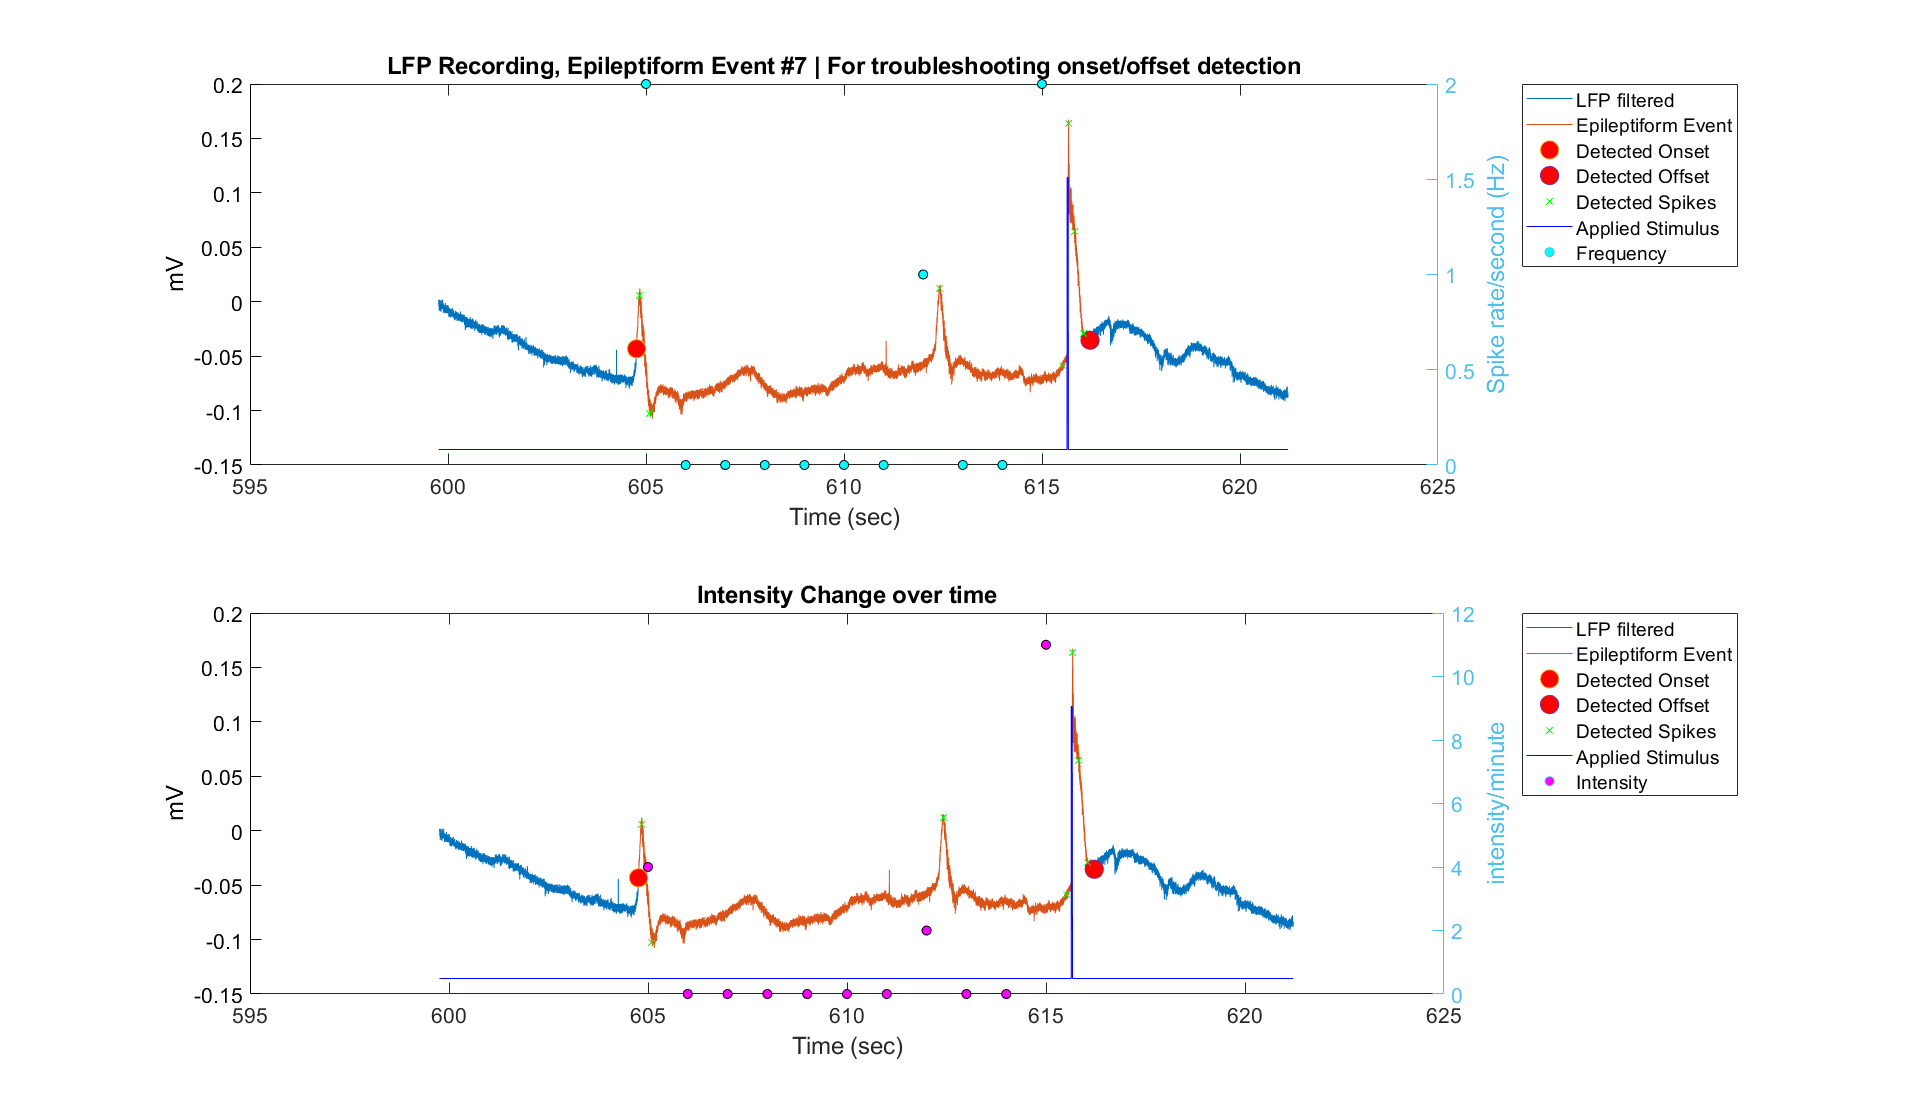 LFP Recording, Epileptiform Event #7 | For troubleshooting onset/offset detection
0.2
0.15
0.1
0.05
0
-0.05
-0.1
-0.15
mV
595 600 605 610 615 620 625
Time (sec)
2
1.5
1
0.5
0
Spike rate/second (Hz)
LFP filtered
Epileptiform Event
Detected Onset
Detected Offset
Detected Spikes
Applied Stimulus
Frequency
Intensity Change over time
0.2
0.15
0.1
0.05
0
-0.05
-0.1
-0.15
mV
595 600 605 610 615 620 625
Time (sec)
12
10
8
6
4
2
0
intensity/minute
LFP filtered
Epileptiform Event
Detected Onset
Detected Offset
Detected Spikes
Applied Stimulus
Intensity